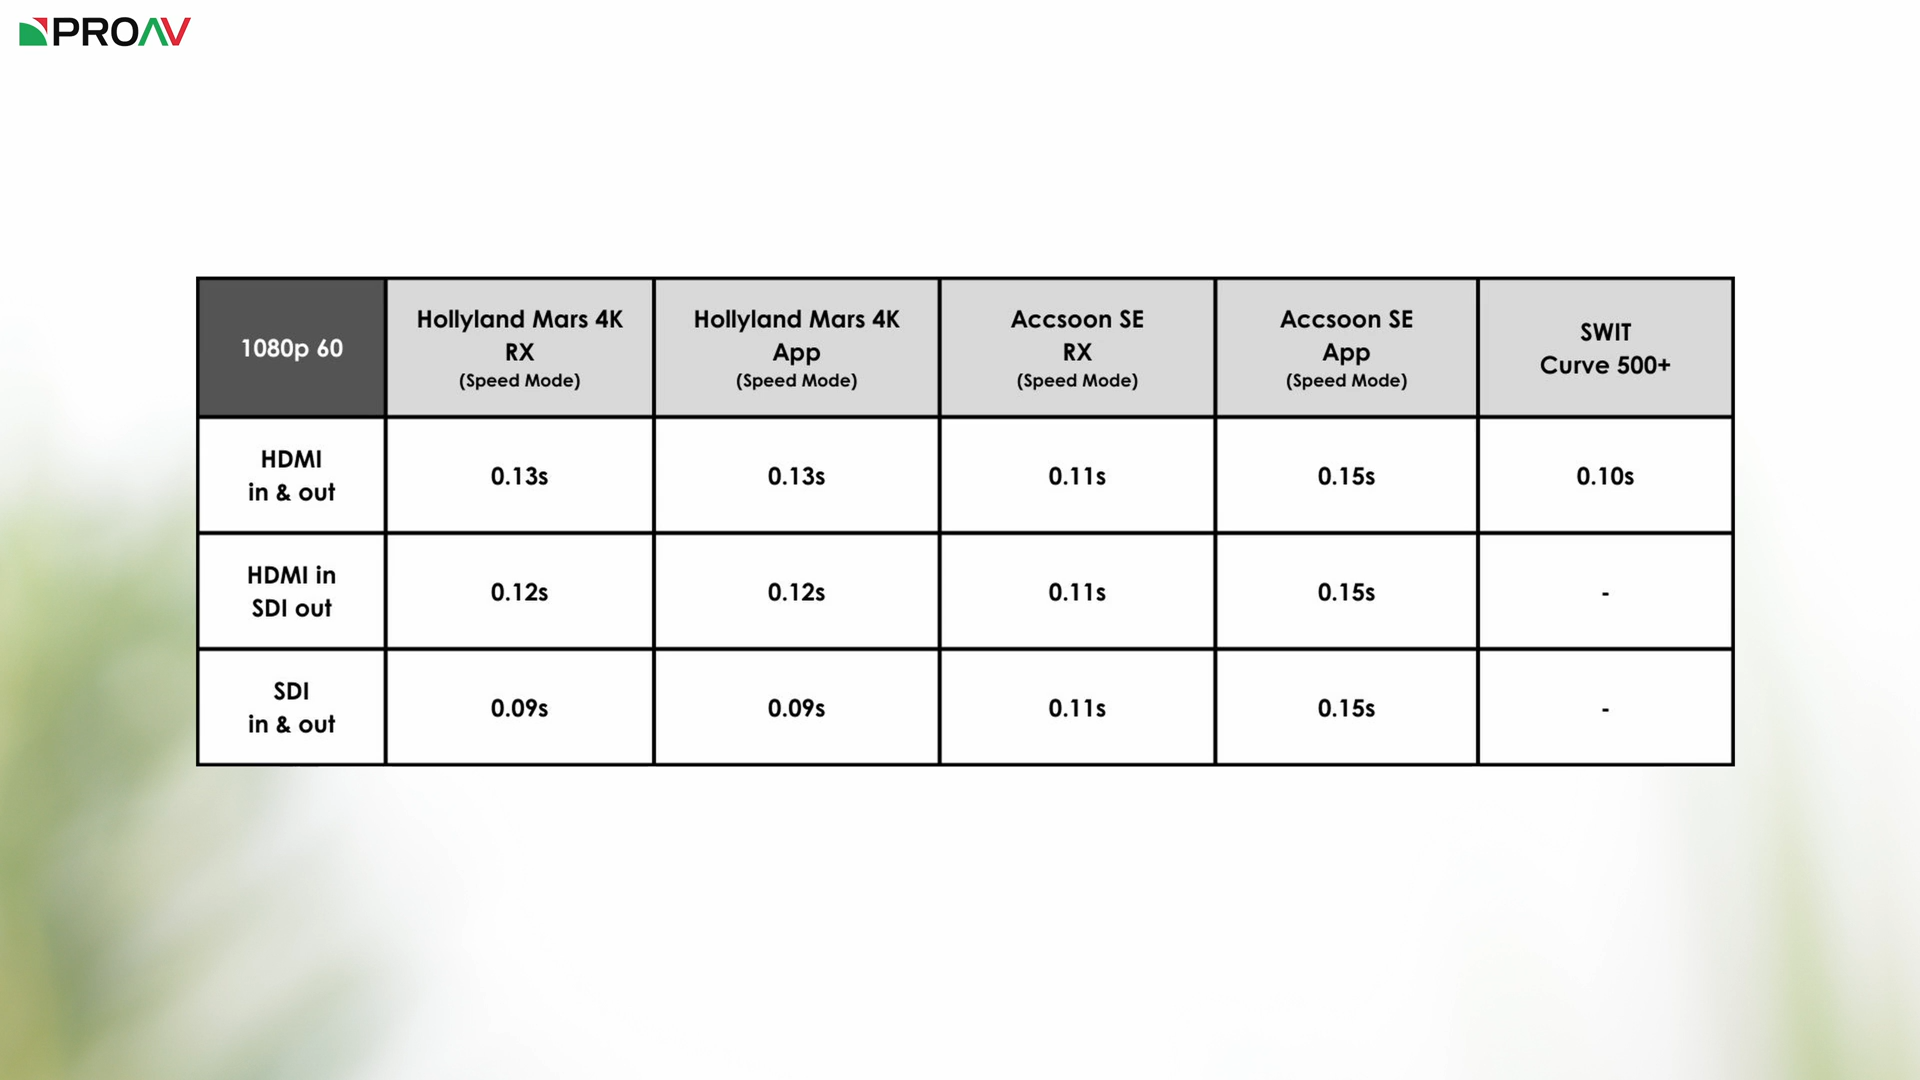 PROAV
1080p 60
Hollyland Mars 4K
RX
(Speed Mode)
Hollyland Mars 4K
App
(Speed Mode)
Accsoon SE
RX
(Speed Mode)
Accsoon SE
App
(Speed Mode)
SWIT
Curve 500+
HDMI
in & out
0.13s
0.13s
0.11s
0.15s
0.10s
HDMI in
SDI out
0.12s
0.12s
0.11s
0.15s
-
SDI
in & out
0.09s
0.09s
0.11s
0.15s
-